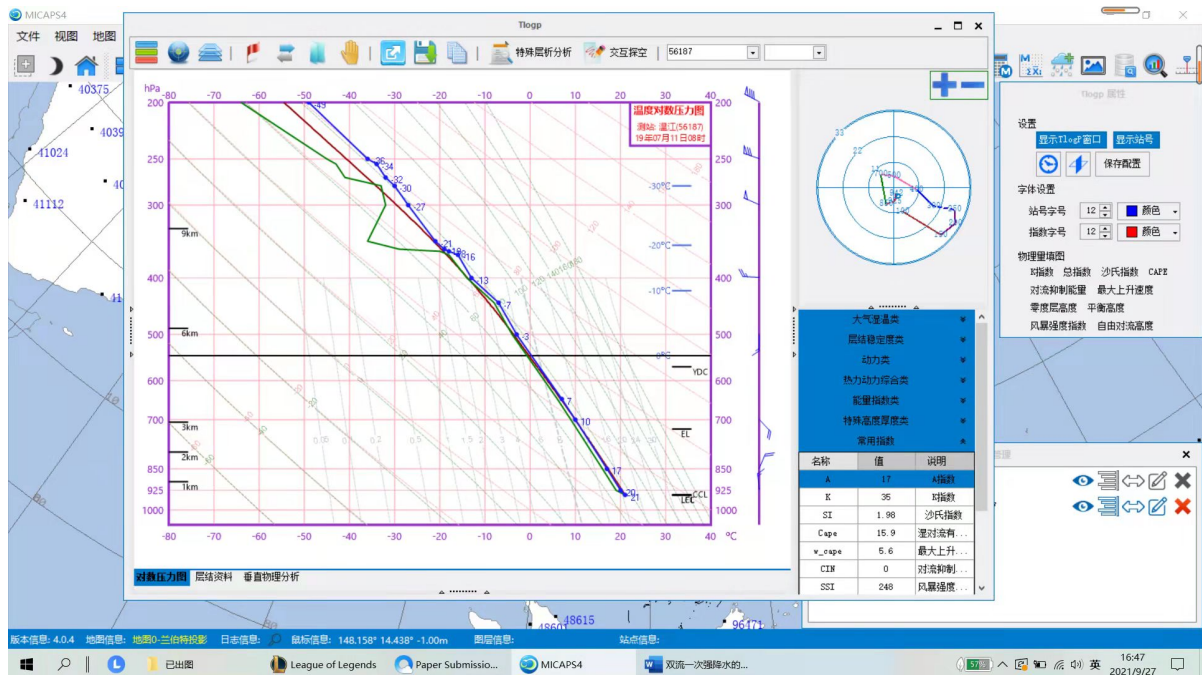 MICAPS4
文件 视图 地图
Tlogp
特殊层析分析 交互探空 56187
hPa
-80 -70 -60 -50 -40 -30 -20 -10 0 10 20 30 40
200
250
300
400
500
600
700
850
925
1000
9km
6km
3km
2km
1km
温度对数压力图
测站: 温江(56187)
19年07月11日08时
-30°C
-20°C
-10°C
0°C
YDC
EL
CCL
-80 -70 -60 -50 -40 -30 -20 -10 0 10 20 30 40 °C
对数压力图 层结资料 垂直物理分析
大气湿温类
层结稳定度类
动力类
热力动力综合类
能量指数类
特殊高度厚度类
常用指数
名称 值 说明
A 17 A指数
K 35 K指数
SI 1.98 沙氏指数
Cape 15.9 湿对流有...
w_cape 5.6 最大上升...
CIN 0 对流抑制...
SSI 248 风暴强度...
Tlogp 属性
设置
显示TlogP窗口 显示站号
保存配置
字体设置
站号字号 12 颜色
指数字号 12 颜色
物理量填图
K指数 总指数 沙氏指数 CAPE
对流抑制能量 最大上升速度
零度层高度 平衡高度
风暴强度指数 自由对流高度
40375
41024
41112
48615
48601
96471
版本信息: 4.0.4 地图信息: 地图0-兰伯特投影 日志信息: 鼠标信息: 148.158° 14.438° -1.00m 图层信息: 站点信息:
已出图 League of Legends Paper Submissio... MICAPS4 双流一次强降水的... 57% 英 16:47
2021/9/27